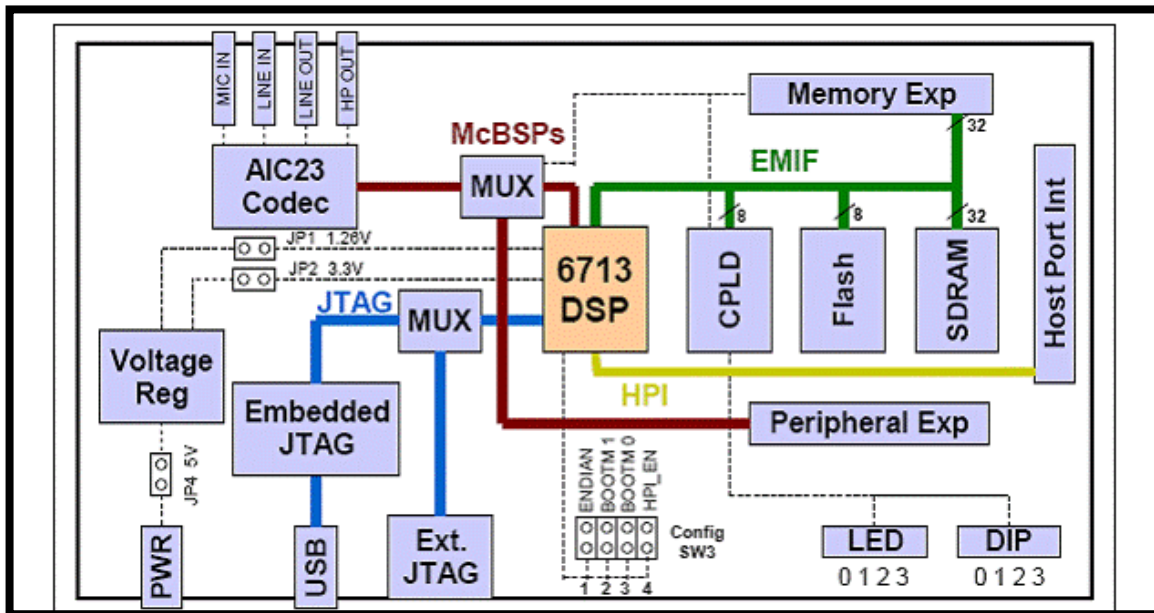 MIC IN
LINE IN
LINE OUT
HP OUT
AIC23
Codec
McBSPs
MUX
Memory Exp
32
EMIF
8
8
32
Host Port Int
JP1 1.26V
JP2 3.3V
6713
DSP
CPLD
Flash
SDRAM
JTAG
MUX
Voltage
Reg
HPI
Embedded
JTAG
Peripheral Exp
JP4 5V
ENDIAN
BOOTM 1
BOOTM 0
HPI_EN
Config
SW3
1 2 3 4
PWR
USB
Ext.
JTAG
LED
0 1 2 3
DIP
0 1 2 3